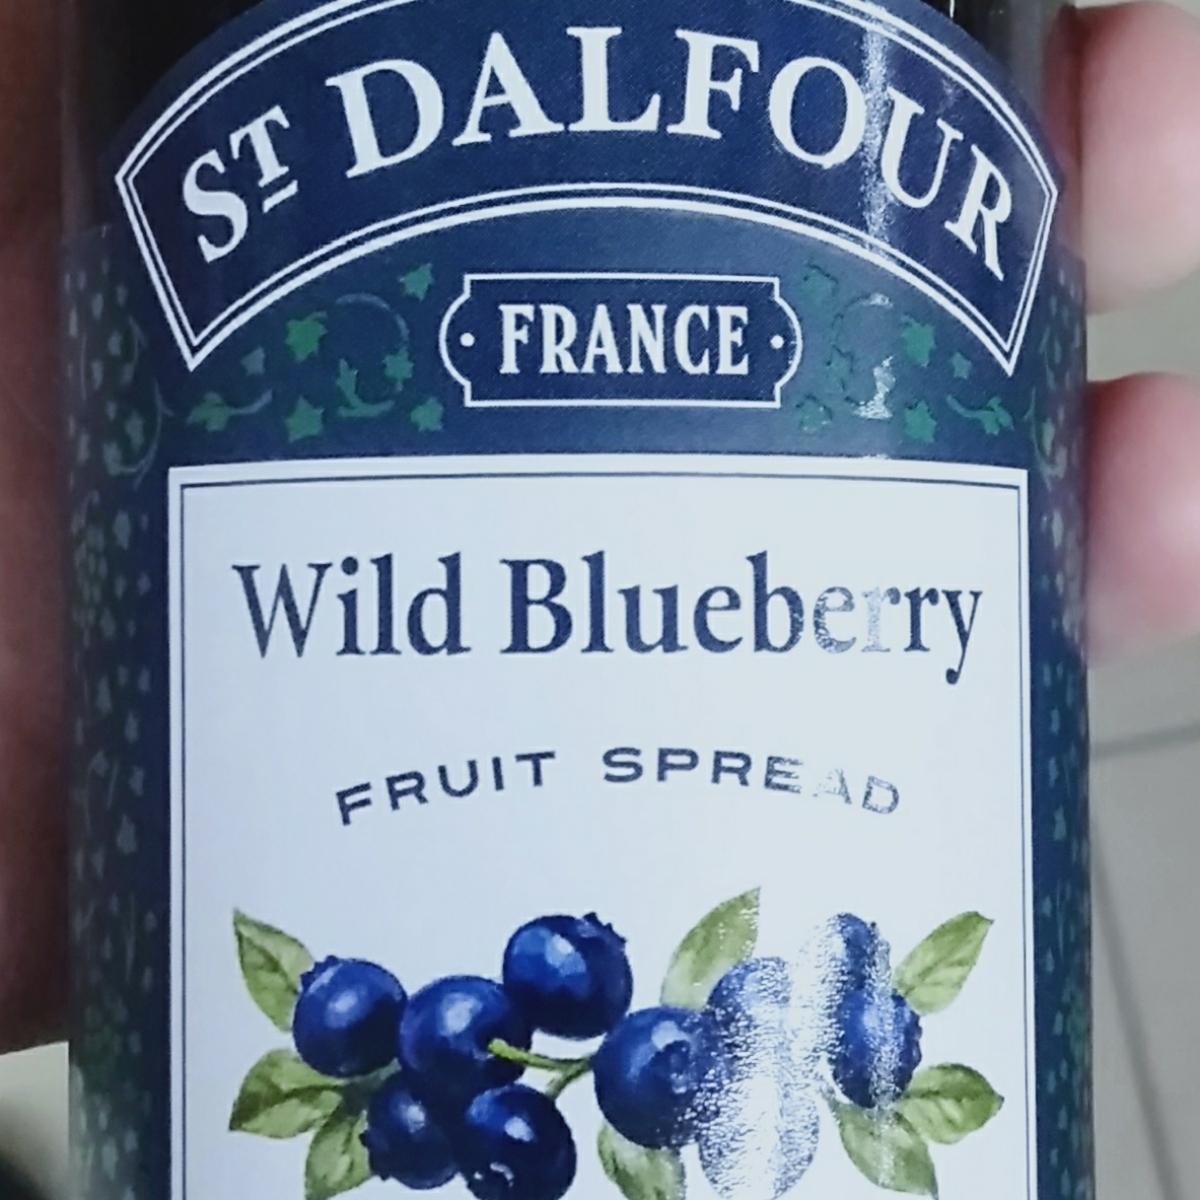 ST DALFOUR
· FRANCE ·
Wild Blueberry
FRUIT SPREAD